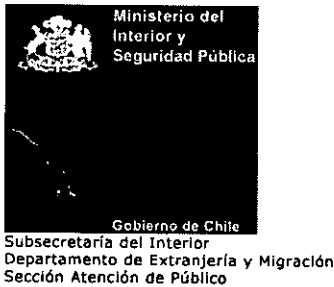 Ministerio del
Interior y
Seguridad Pública
Gobierno de Chile
Subsecretaría del Interior
Departamento de Extranjería y Migración
Sección Atención de Público